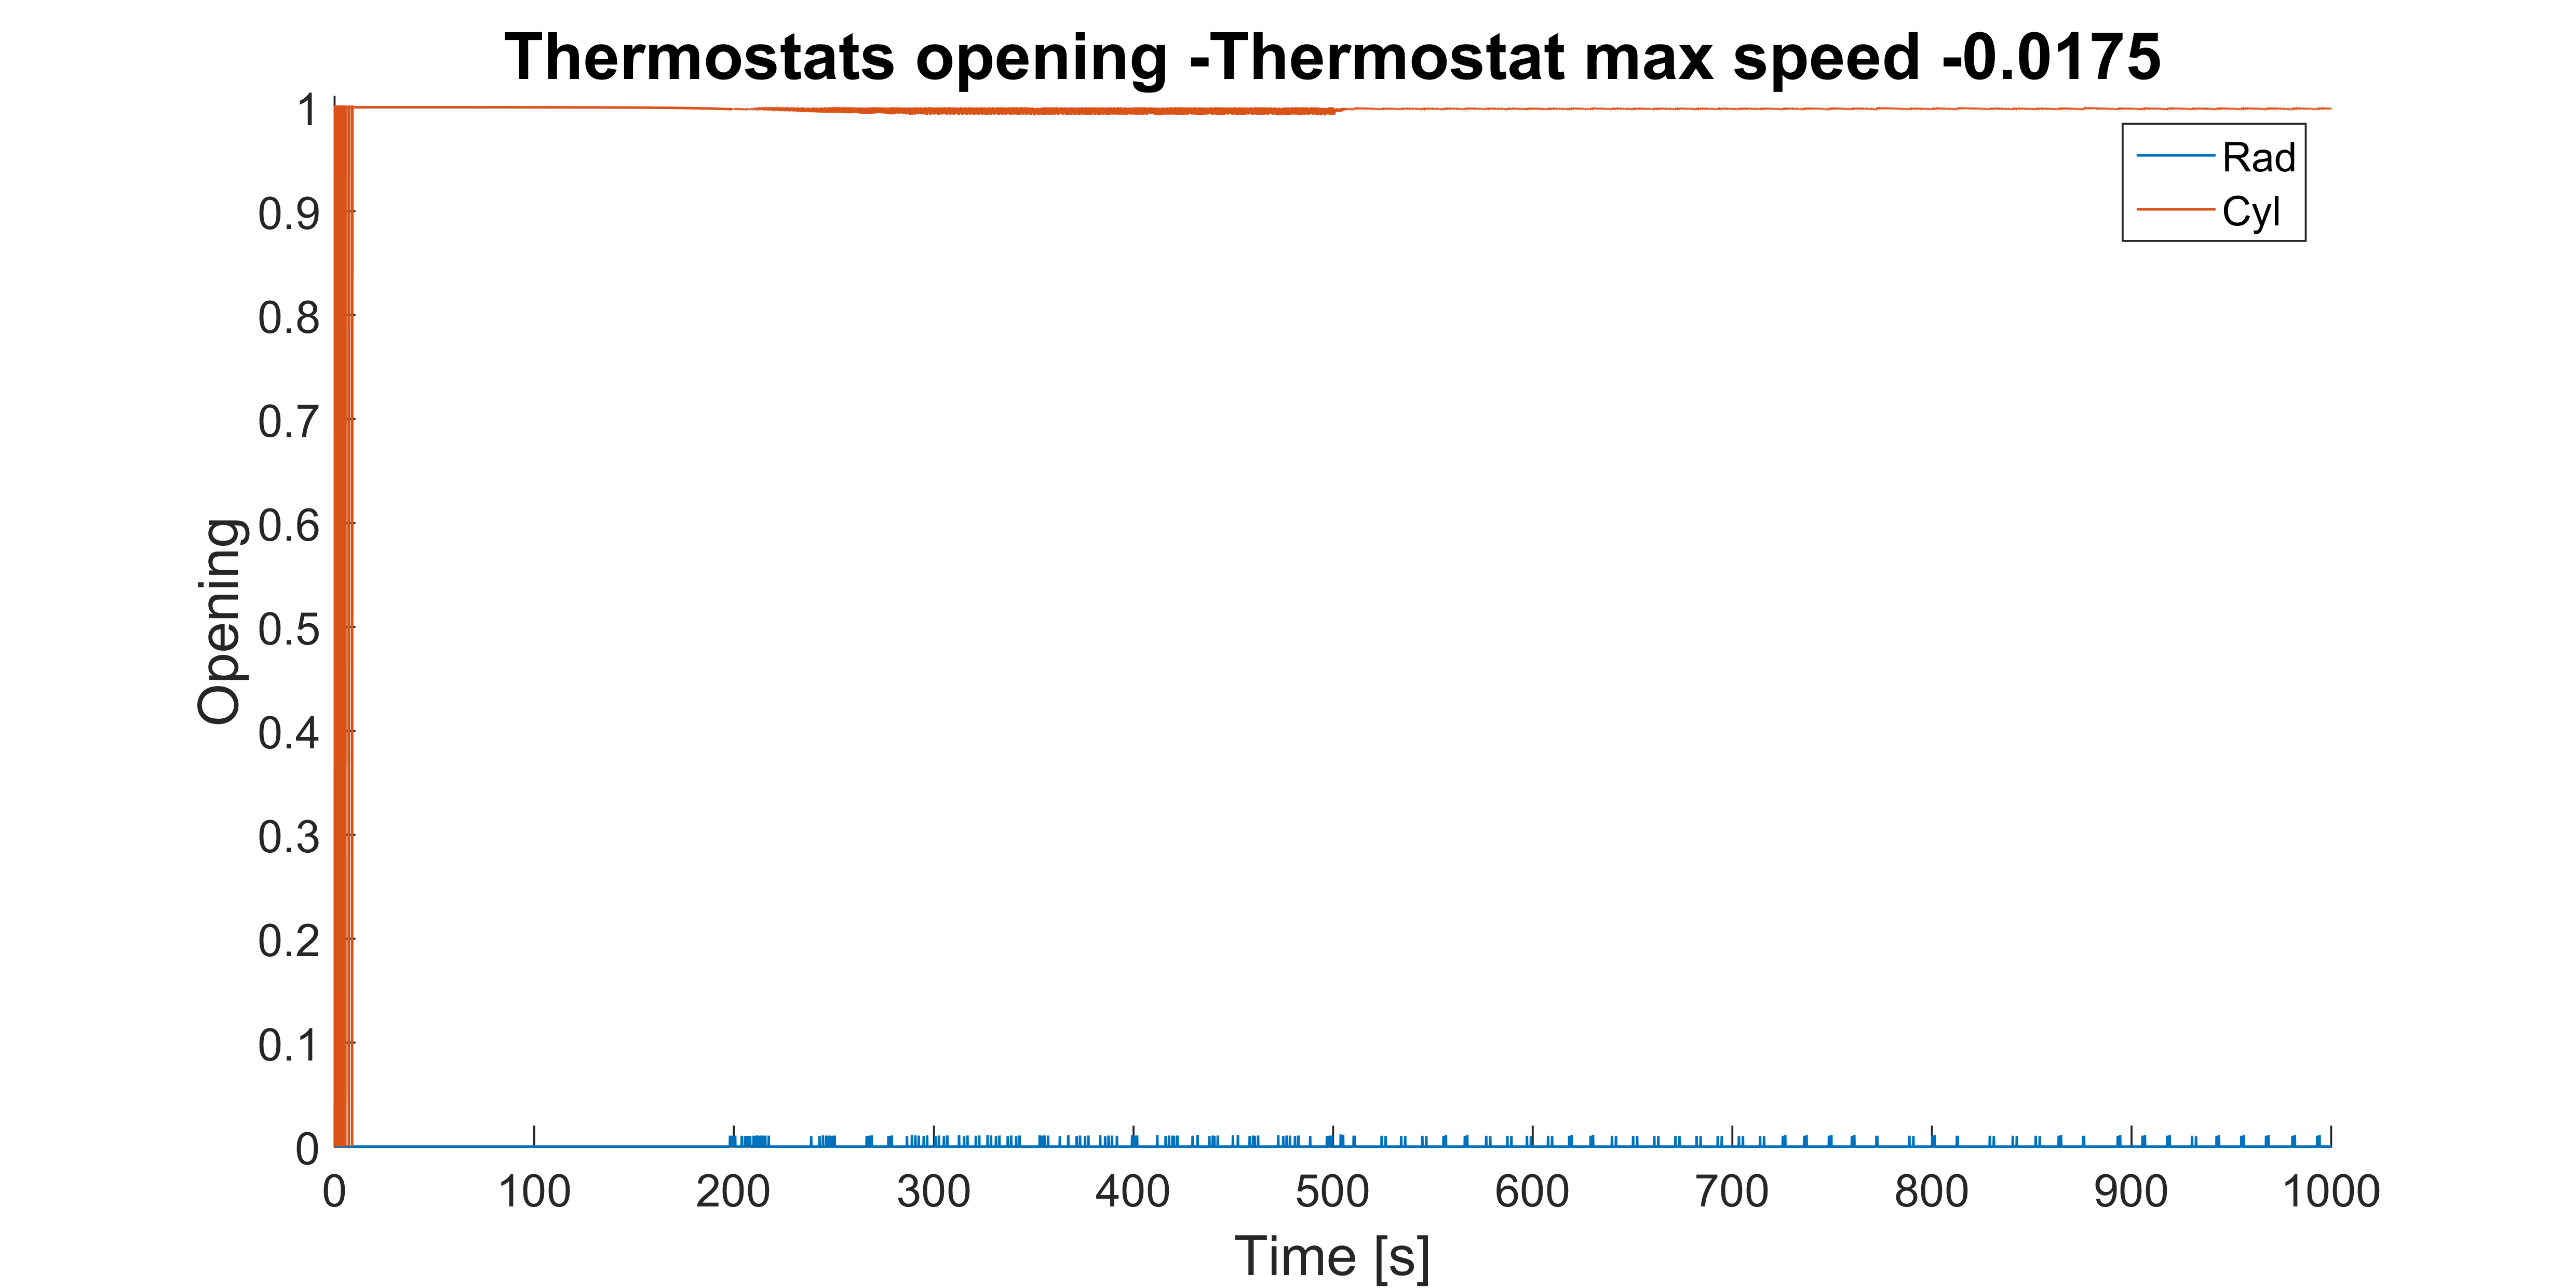 Thermostats opening -Thermostat max speed -0.0175
1
0.9
0.8
0.7
0.6
0.5
0.4
0.3
0.2
0.1
0
Opening
Rad
Cyl
0 100 200 300 400 500 600 700 800 900 1000
Time [s]